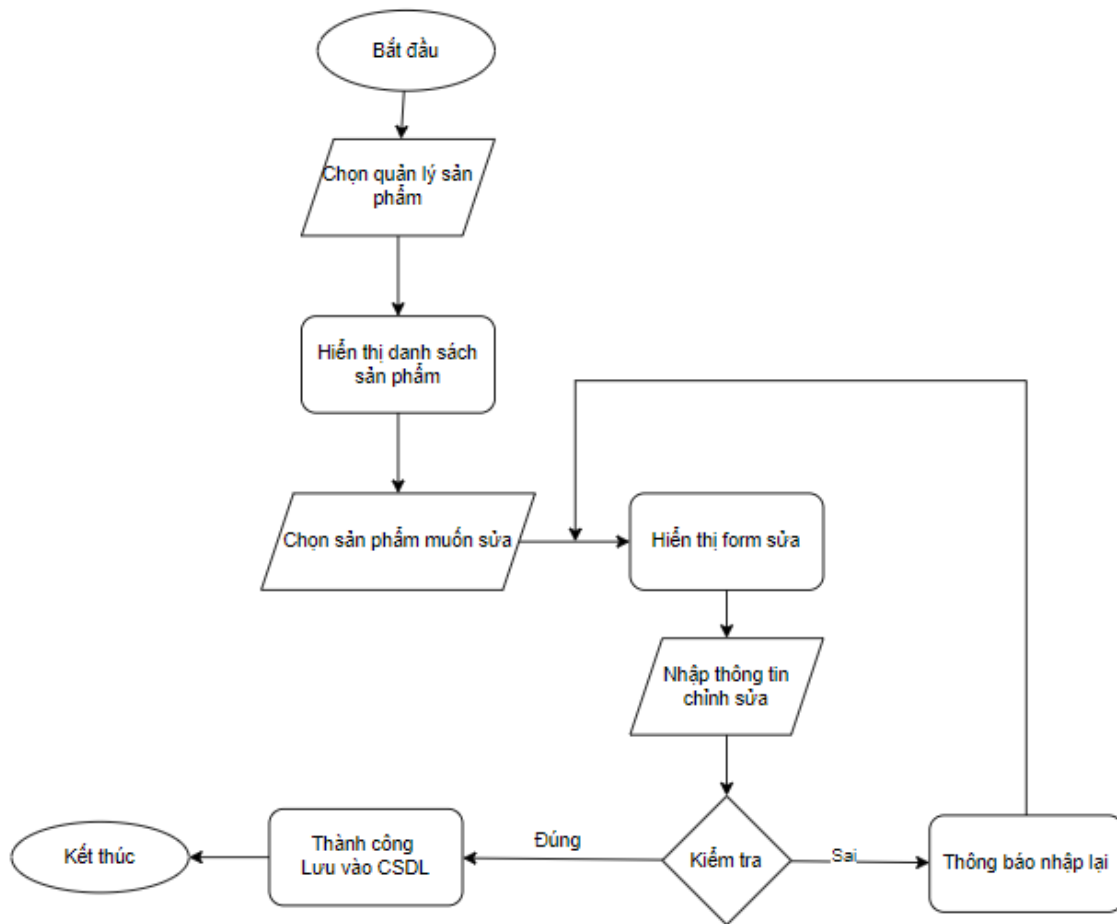 Bắt đầu
Chọn quản lý sản
phẩm
Hiển thị danh sách
sản phẩm
Chọn sản phẩm muốn sửa
Hiển thị form sửa
Nhập thông tin
chỉnh sửa
Kiểm tra
Đúng
Sai
Thành công
Lưu vào CSDL
Kết thúc
Thông báo nhập lại